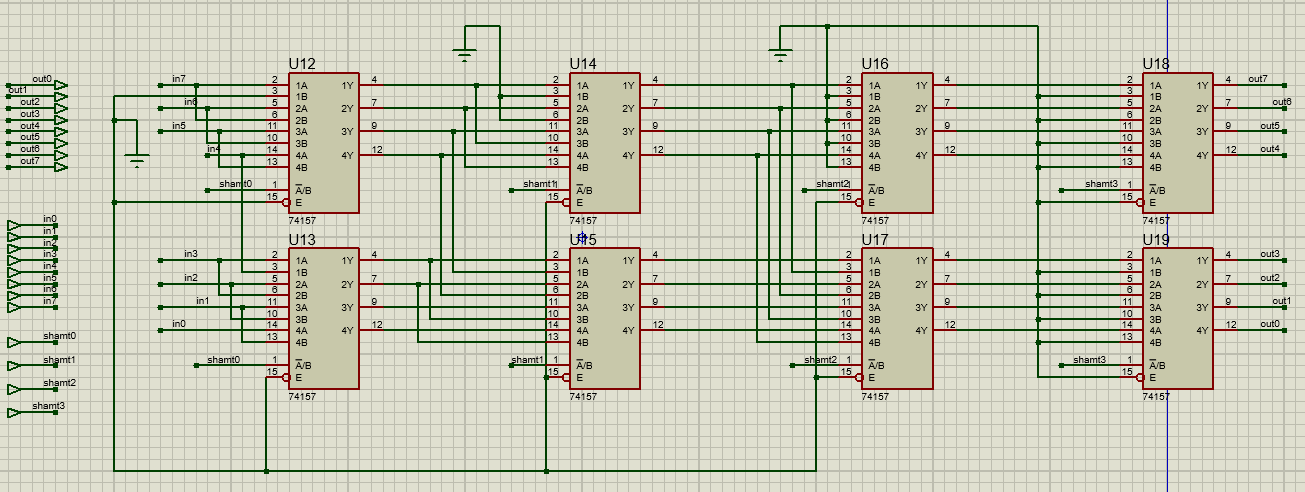 out0
out1
out2
out3
out4
out5
out6
out7
in0
in1
in2
in3
in4
in5
in6
in7
shamt0
shamt1
shamt2
shamt3
U12
in7 2 1A 1Y 4
3 1B
in6 5 2A 2Y 7
6 2B
in5 11 3A 3Y 9
10 3B
in4 14 4A 4Y 12
13 4B
shamt0 1 A/B
15 E
74157
U13
in3 2 1A 1Y 4
3 1B
in2 5 2A 2Y 7
6 2B
in1 11 3A 3Y 9
10 3B
in0 14 4A 4Y 12
13 4B
shamt0 1 A/B
15 E
74157
U14
2 1A 1Y 4
3 1B
5 2A 2Y 7
6 2B
11 3A 3Y 9
10 3B
14 4A 4Y 12
13 4B
shamt1 1 A/B
15 E
74157
U15
2 1A 1Y 4
3 1B
5 2A 2Y 7
6 2B
11 3A 3Y 9
10 3B
14 4A 4Y 12
13 4B
shamt1 1 A/B
15 E
74157
U16
2 1A 1Y 4
3 1B
5 2A 2Y 7
6 2B
11 3A 3Y 9
10 3B
14 4A 4Y 12
13 4B
shamt2 1 A/B
15 E
74157
U17
2 1A 1Y 4
3 1B
5 2A 2Y 7
6 2B
11 3A 3Y 9
10 3B
14 4A 4Y 12
13 4B
shamt2 1 A/B
15 E
74157
U18
2 1A 1Y 4 out7
3 1B
5 2A 2Y 7 out6
6 2B
11 3A 3Y 9 out5
10 3B
14 4A 4Y 12 out4
13 4B
shamt3 1 A/B
15 E
74157
U19
2 1A 1Y 4 out3
3 1B
5 2A 2Y 7 out2
6 2B
11 3A 3Y 9 out1
10 3B
14 4A 4Y 12 out0
13 4B
shamt3 1 A/B
15 E
74157